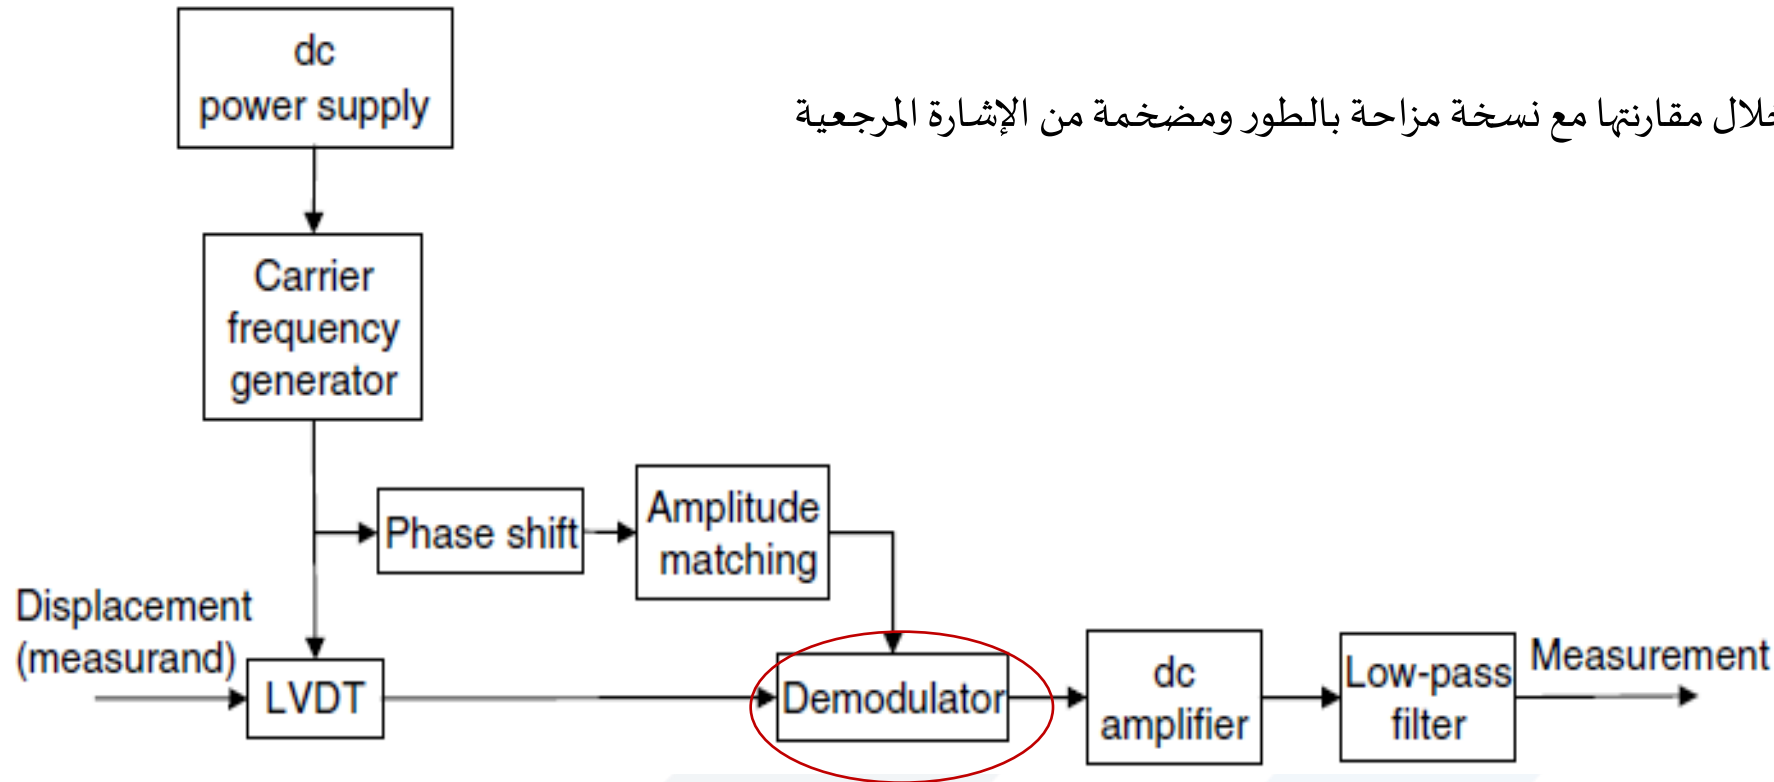 dc
power supply
مقارنتها مع نسخة مزاحة بالطور ومضخمة من الإشارة المرجعية
Carrier
frequency
generator
Phase shift
Amplitude
matching
Displacement
(measurand)
LVDT
Demodulator
dc
amplifier
Low-pass
filter
Measurement